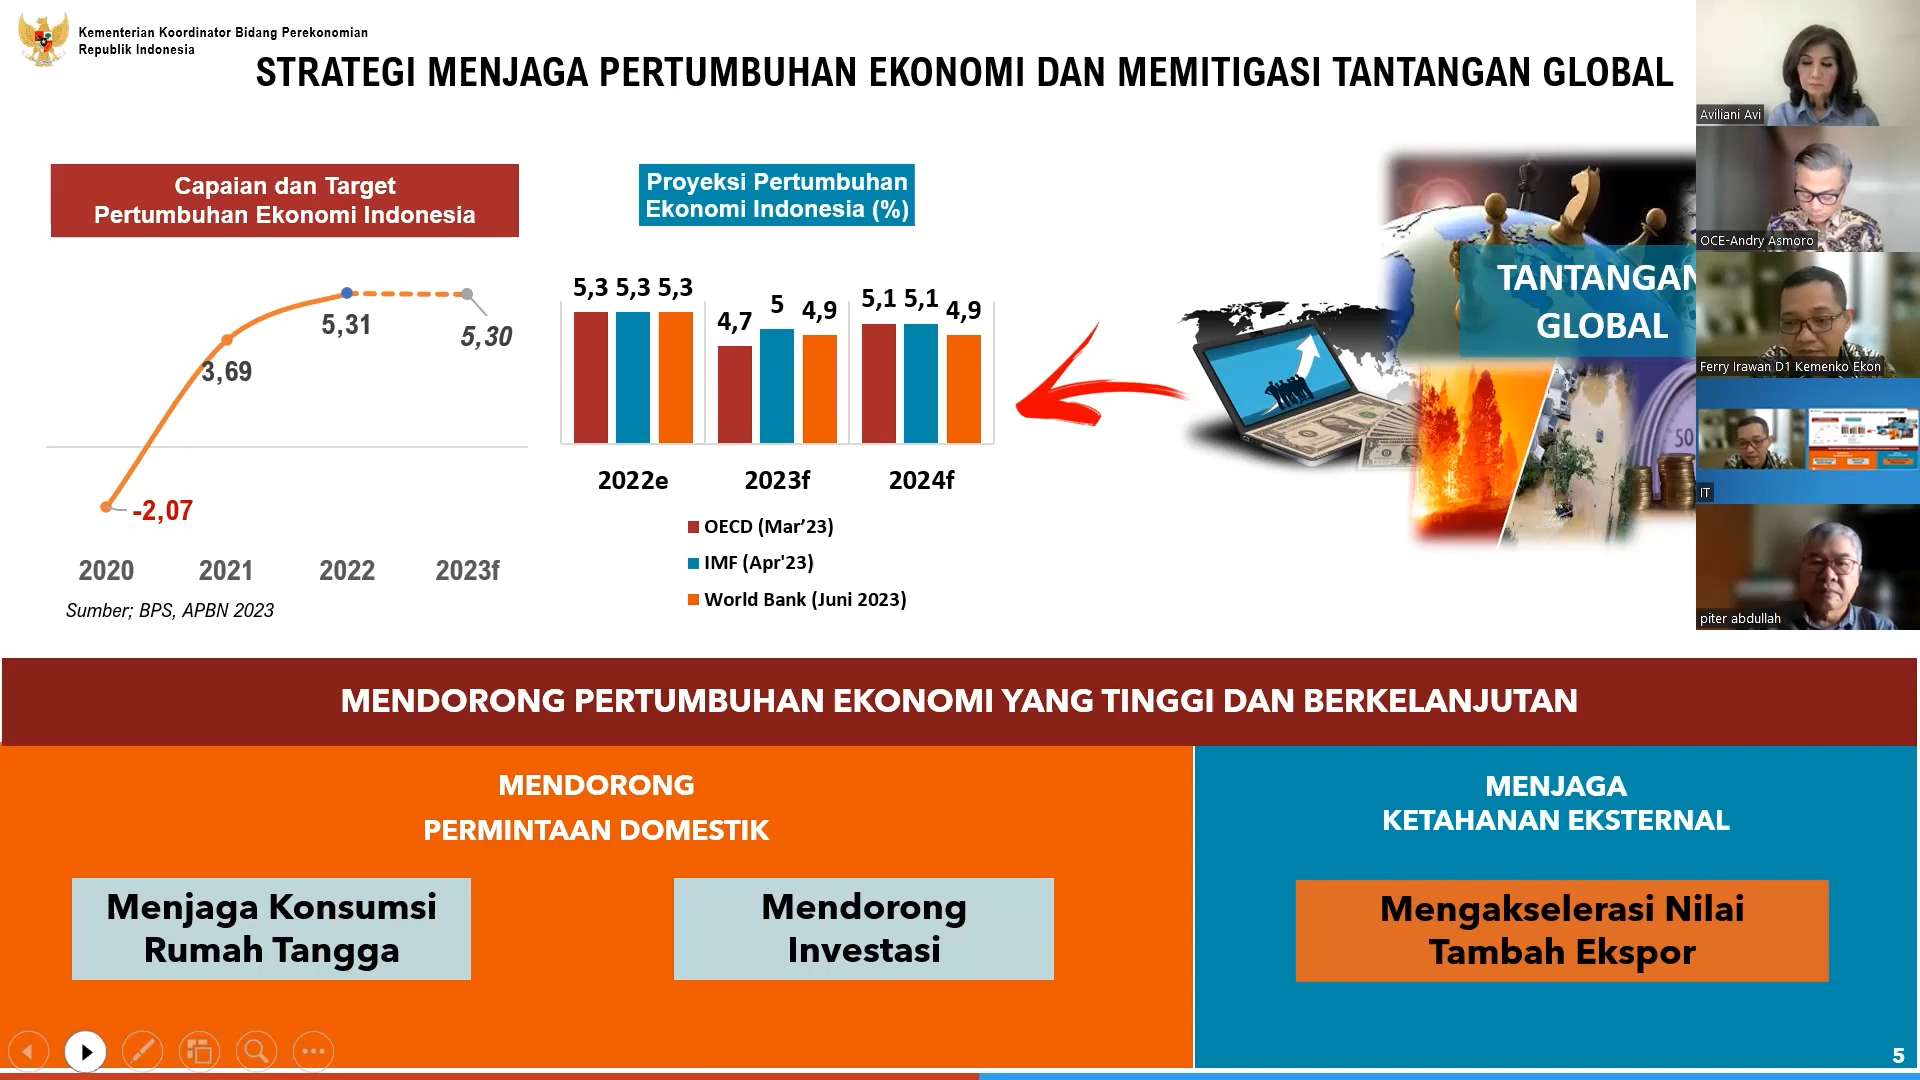 Kementerian Koordinator Bidang Perekonomian
Republik Indonesia
STRATEGI MENJAGA PERTUMBUHAN EKONOMI DAN MEMITIGASI TANTANGAN GLOBAL
Capaian dan Target
Pertumbuhan Ekonomi Indonesia
5,31
5,30
3,69
-2,07
2020 2021 2022 2023f
Sumber; BPS, APBN 2023
Proyeksi Pertumbuhan
Ekonomi Indonesia (%)
5,3 5,3 5,3
4,7 5 4,9
5,1 5,1 4,9
2022e 2023f 2024f
OECD (Mar’23)
IMF (Apr'23)
World Bank (Juni 2023)
TANTANGAN
GLOBAL
50
Aviliani Avi
OCE-Andry Asmoro
Ferry Irawan D1 Kemenko Ekon
IT
piter abdullah
MENDORONG PERTUMBUHAN EKONOMI YANG TINGGI DAN BERKELANJUTAN
MENDORONG
PERMINTAAN DOMESTIK
Menjaga Konsumsi
Rumah Tangga
Mendorong
Investasi
MENJAGA
KETAHANAN EKSTERNAL
Mengakselerasi Nilai
Tambah Ekspor
5